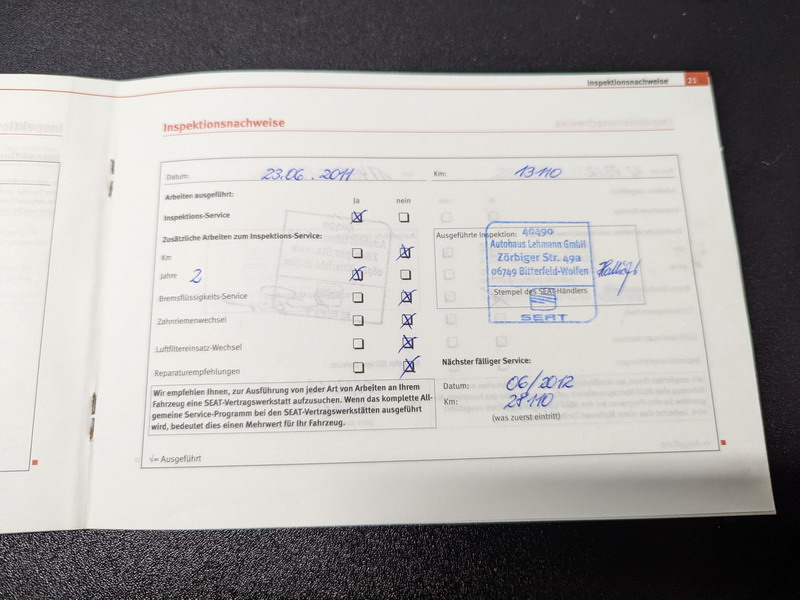 Inspektionsnachweise 21
Inspektionsnachweise
Datum: 23.06.2011 Km: 13110
Arbeiten ausgeführt:
Ja nein
Inspektions-Service
Zusätzliche Arbeiten zum Inspektions-Service:
Km
Jahre 2
Bremsflüssigkeits-Service
Zahnriemenwechsel
Luftfiltereinsatz-Wechsel
Reparaturempfehlungen
Wir empfehlen Ihnen, zur Ausführung von jeder Art von Arbeiten an Ihrem
Fahrzeug eine SEAT-Vertragswerkstatt aufzusuchen. Wenn das komplette All-
gemeine Service-Programm bei den SEAT-Vertragswerkstätten ausgeführt
wird, bedeutet dies einen Mehrwert für Ihr Fahrzeug.
√= Ausgeführt
Ausgeführte Inspektion:
40390
Autohaus Lehmann GmbH
Zörbiger Str. 49a
06749 Bitterfeld-Wolfen
Stempel des SEAT-Händlers
SEAT
Nächster fälliger Service:
Datum: 06/2012
Km: 28110
(was zuerst eintritt)